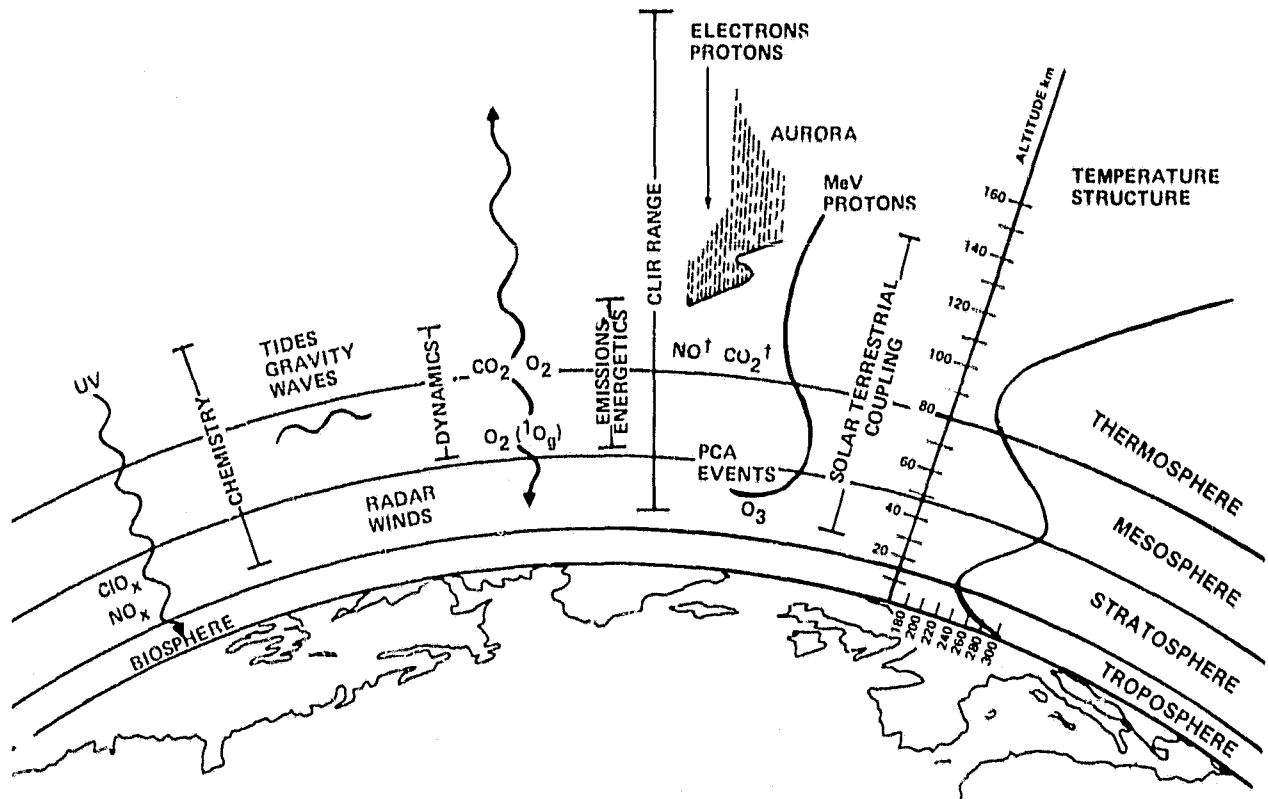 ELECTRONS
PROTONS
AURORA
MeV
PROTONS
ALTITUDE km
TEMPERATURE
STRUCTURE
160
140
120
100
80
60
40
20
CLIR RANGE
SOLAR TERRESTRIAL
COUPLING
EMISSIONS
ENERGETICS
NO† CO₂†
TIDES
GRAVITY
WAVES
DYNAMICS
CO₂ O₂
O₂ (¹O₉)
UV
CHEMISTRY
RADAR
WINDS
PCA
EVENTS
O₃
ClOₓ
NOₓ
BIOSPHERE
180
200
220
240
260
280
300
THERMOSPHERE
MESOSPHERE
STRATOSPHERE
TROPOSPHERE